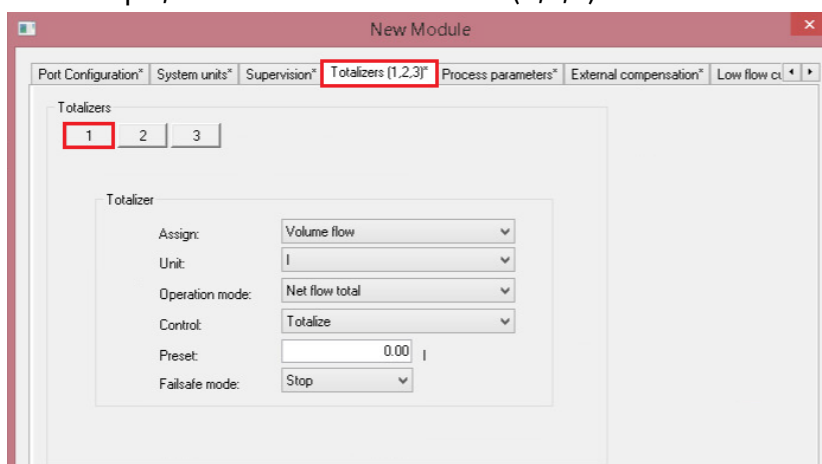 New Module
Port Configuration* System units* Supervision* Totalizers (1,2,3)* Process parameters* External compensation* Low flow cu
Totalizers
1 2 3
Totalizer
Assign: Volume flow
Unit: l
Operation mode: Net flow total
Control: Totalize
Preset: 0.00 l
Failsafe mode: Stop